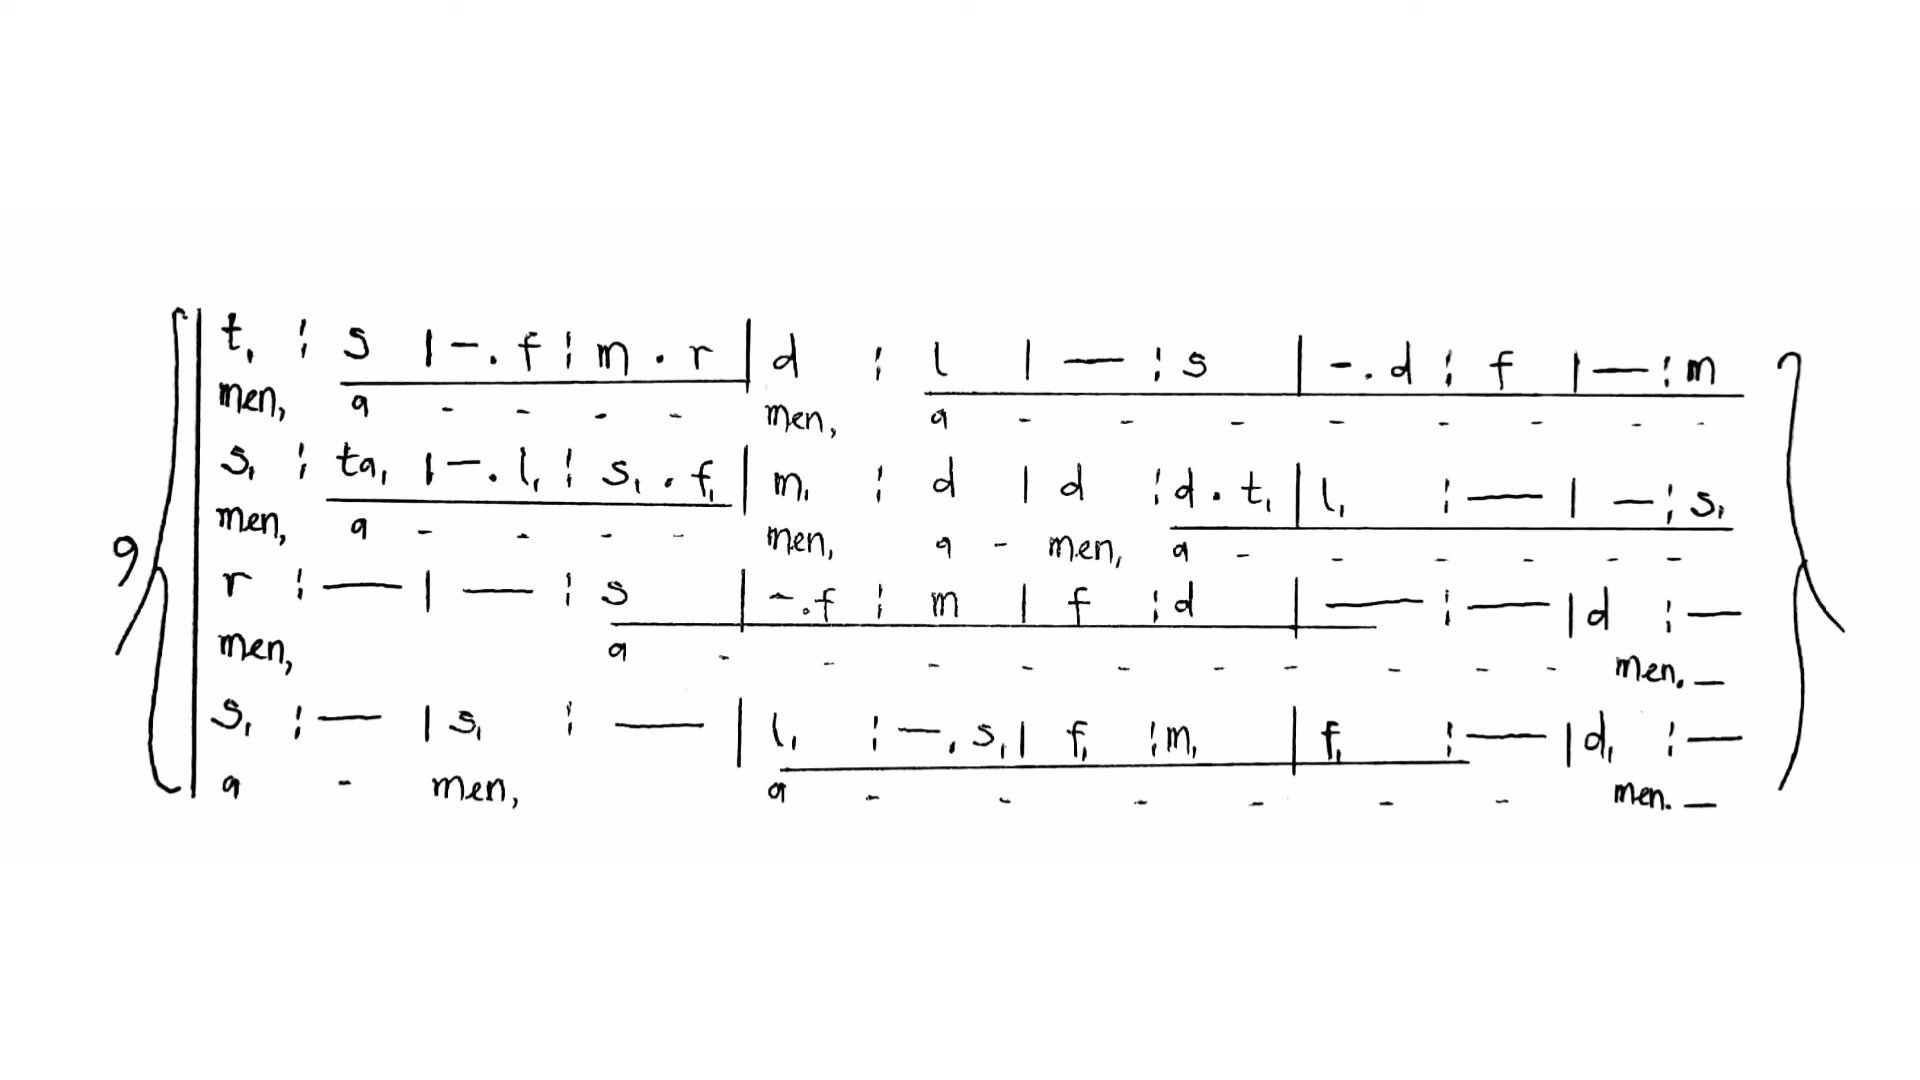 t, : s | - . f : m . r | d : l | — : s | - . d : f | — : m
men, a - - - - men, a - - - - - - - -
s, : ta, | - . l, : s, . f, | m, : d | d : d . t, | l, : — | — : s,
men, a - - - - men, a - men, a - - - - - -
9
r : — | — : s | - . f : m | f : d | — : — | d : —
men, a - - - - - - - - - - men. —
s, : — | s, : — | l, : - . s, | f, : m, | f, : — | d, : —
a - men, a - - - - - - men. —